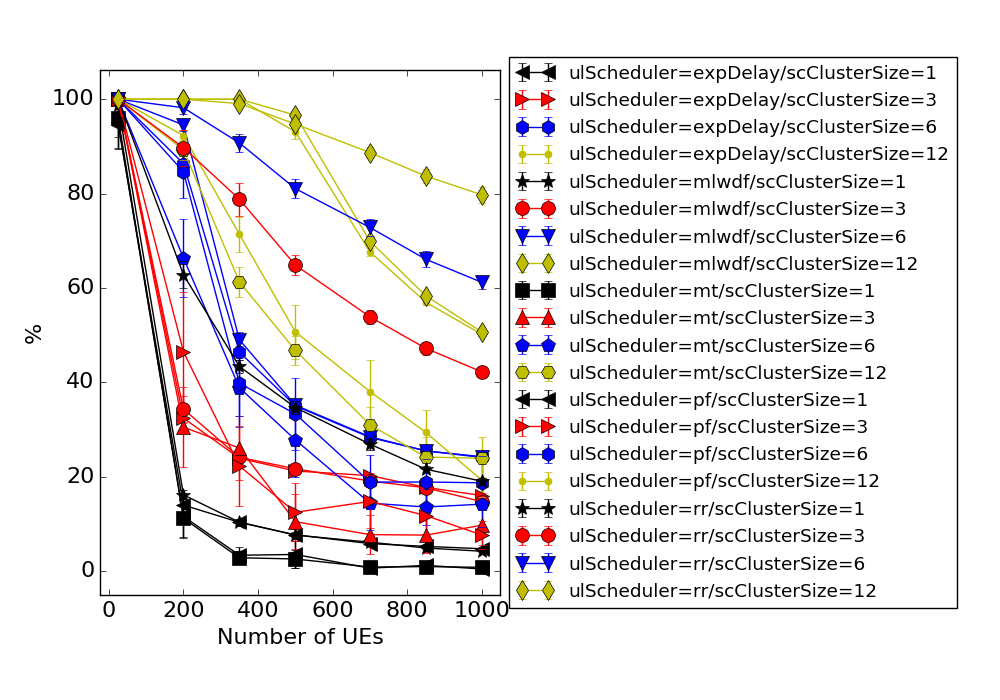 100
80
60
40
20
0
%
0 200 400 600 800 1000
Number of UEs
ulScheduler=expDelay/scClusterSize=1
ulScheduler=expDelay/scClusterSize=3
ulScheduler=expDelay/scClusterSize=6
ulScheduler=expDelay/scClusterSize=12
ulScheduler=mlwdf/scClusterSize=1
ulScheduler=mlwdf/scClusterSize=3
ulScheduler=mlwdf/scClusterSize=6
ulScheduler=mlwdf/scClusterSize=12
ulScheduler=mt/scClusterSize=1
ulScheduler=mt/scClusterSize=3
ulScheduler=mt/scClusterSize=6
ulScheduler=mt/scClusterSize=12
ulScheduler=pf/scClusterSize=1
ulScheduler=pf/scClusterSize=3
ulScheduler=pf/scClusterSize=6
ulScheduler=pf/scClusterSize=12
ulScheduler=rr/scClusterSize=1
ulScheduler=rr/scClusterSize=3
ulScheduler=rr/scClusterSize=6
ulScheduler=rr/scClusterSize=12